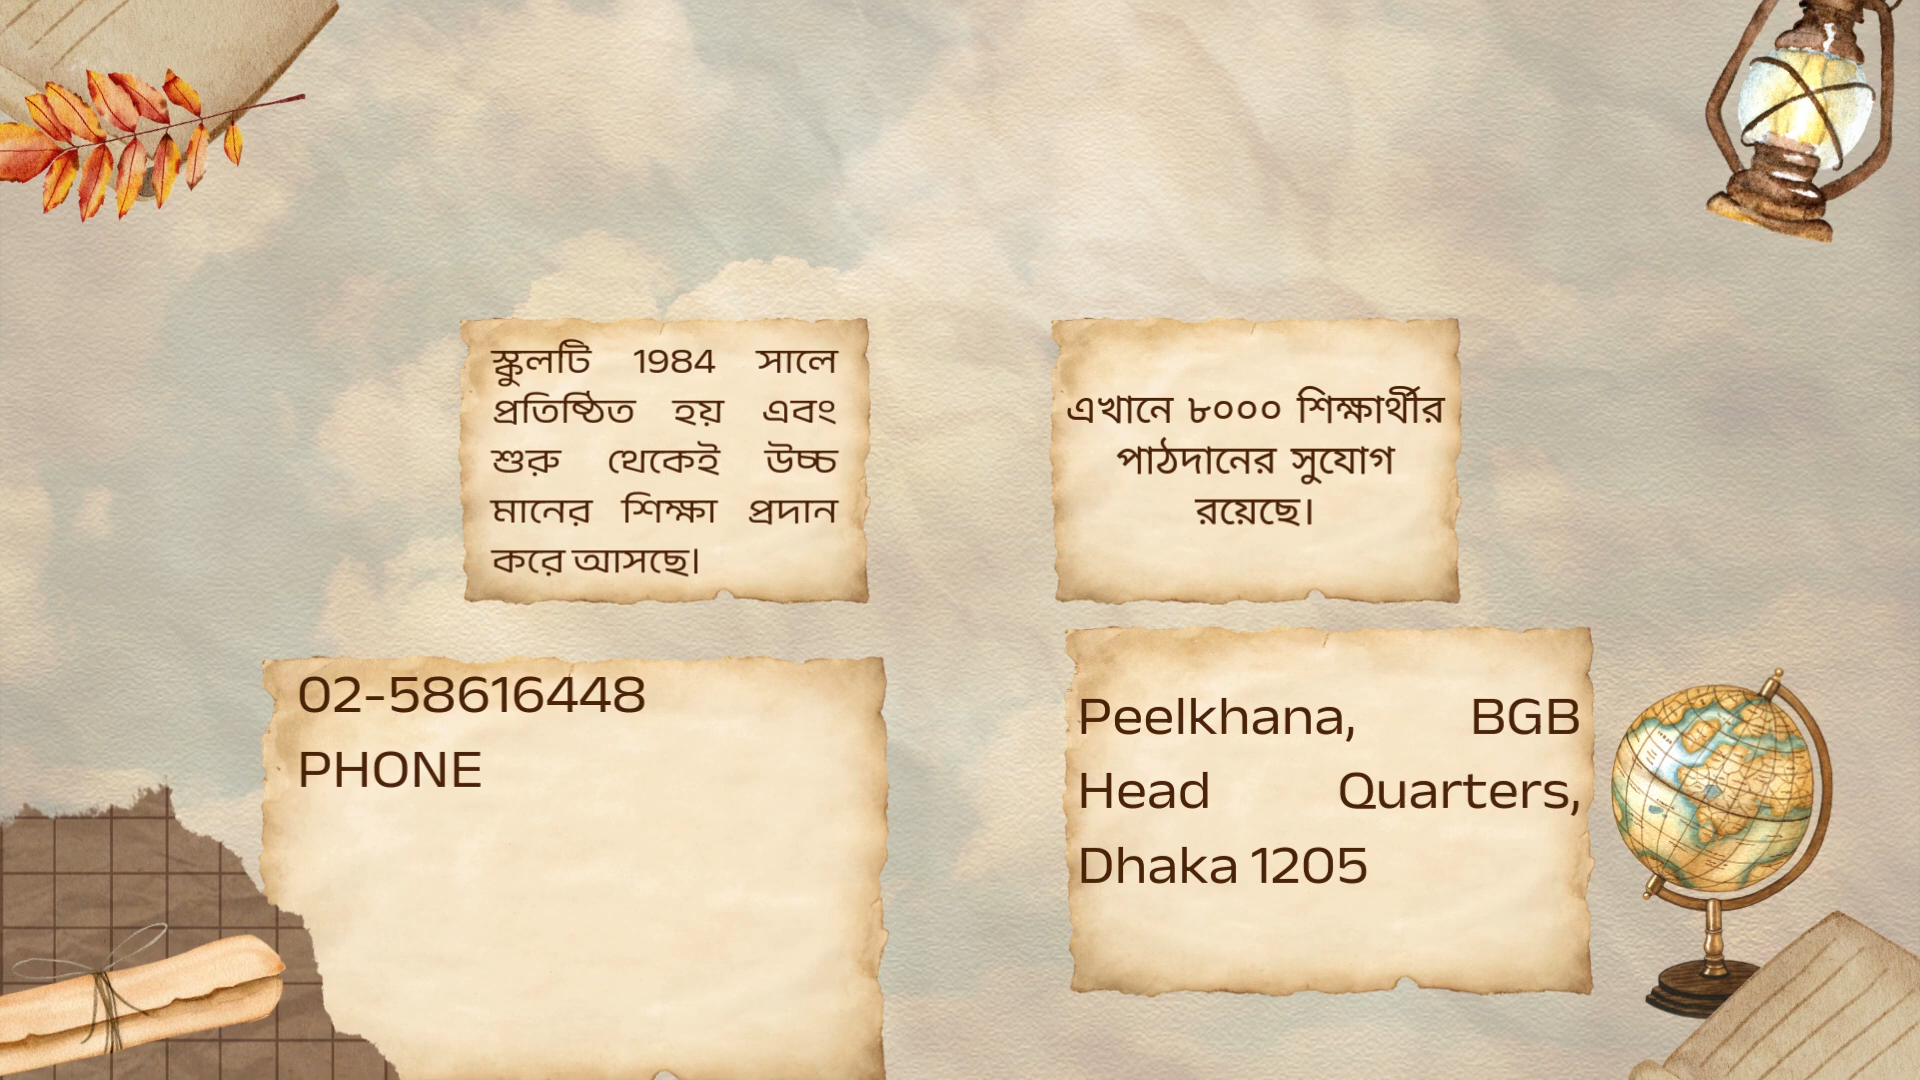 স্কুলটি 1984 সালে
প্রতিষ্ঠিত হয় এবং
শুরু থেকেই উচ্চ
মানের শিক্ষা প্রদান
করে আসছে।
এখানে ৮০০০ শিক্ষার্থীর
পাঠদানের সুযোগ
রয়েছে।
02-58616448
PHONE
Peelkhana, BGB
Head Quarters,
Dhaka 1205